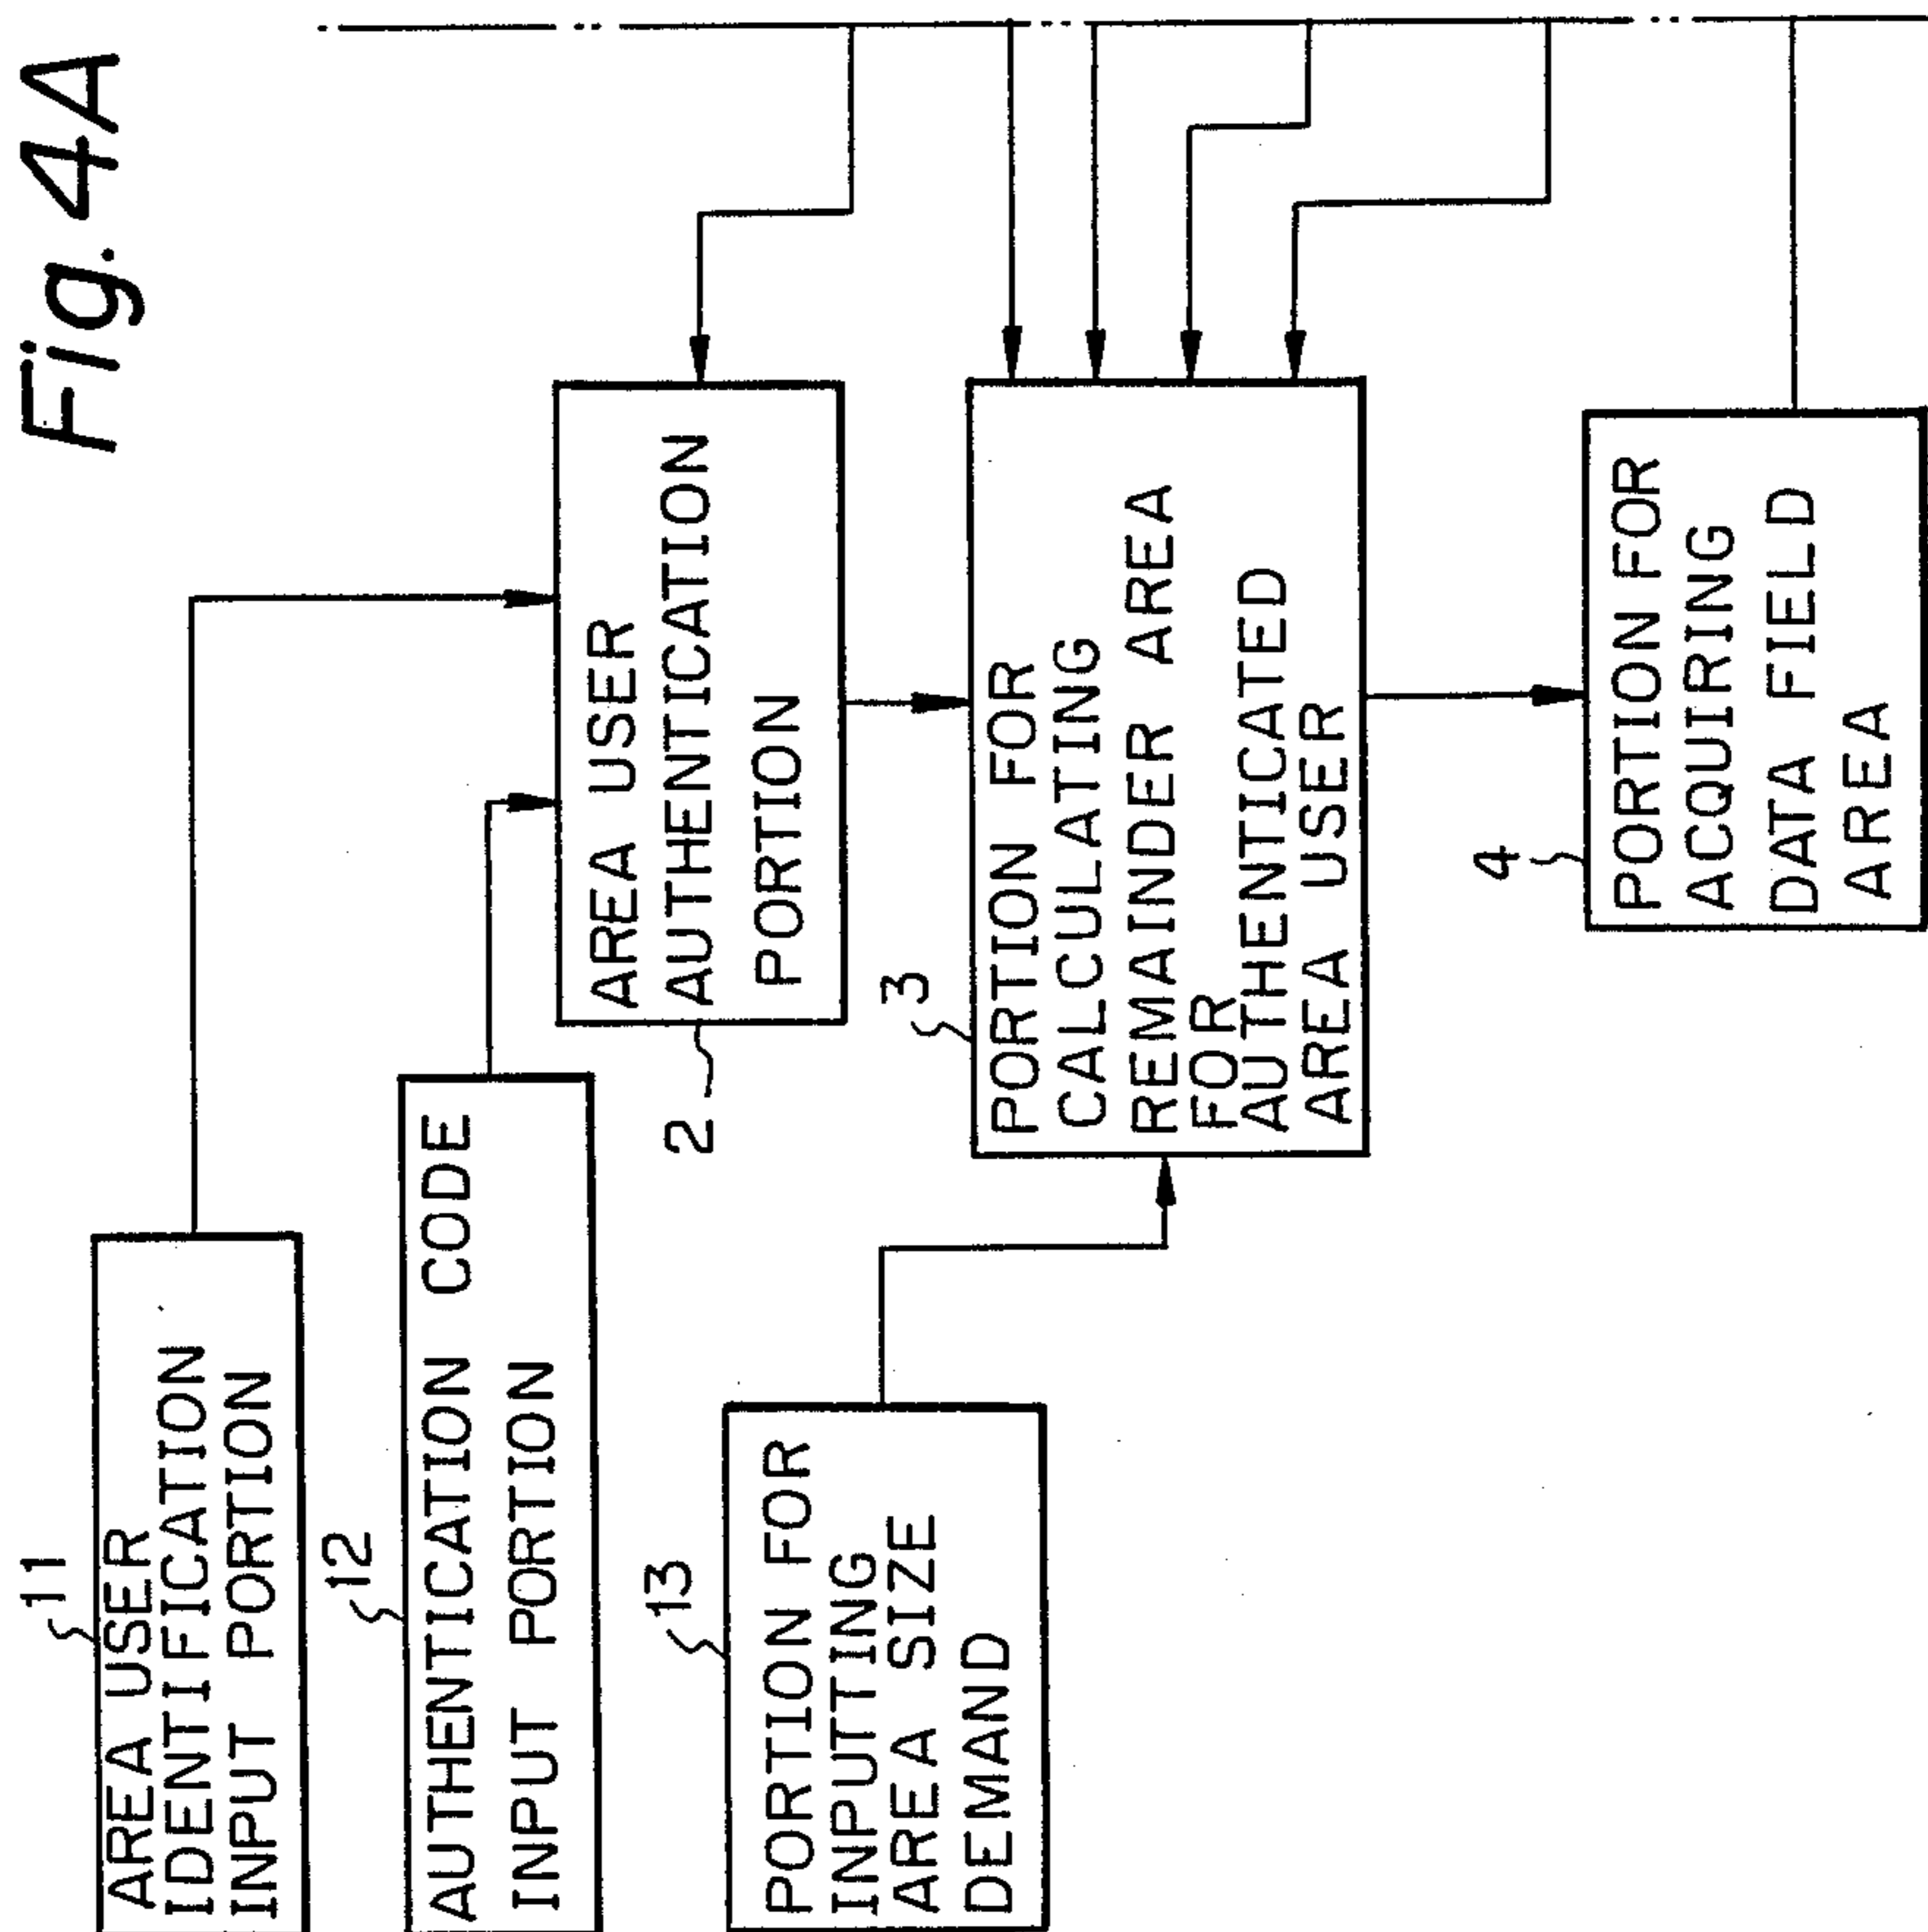 Fig. 4A
11
AREA USER
IDENTIFICATION
INPUT PORTION
12
AUTHENTICATION CODE
INPUT PORTION
13
PORTION FOR
INPUTTING
AREA SIZE
DEMAND
2
AREA USER
AUTHENTICATION
PORTION
3
PORTION FOR
CALCULATING
REMAINDER AREA
FOR
AUTHENTICATED
AREA USER
4
PORTION FOR
ACQUIRING
DATA FIELD
AREA